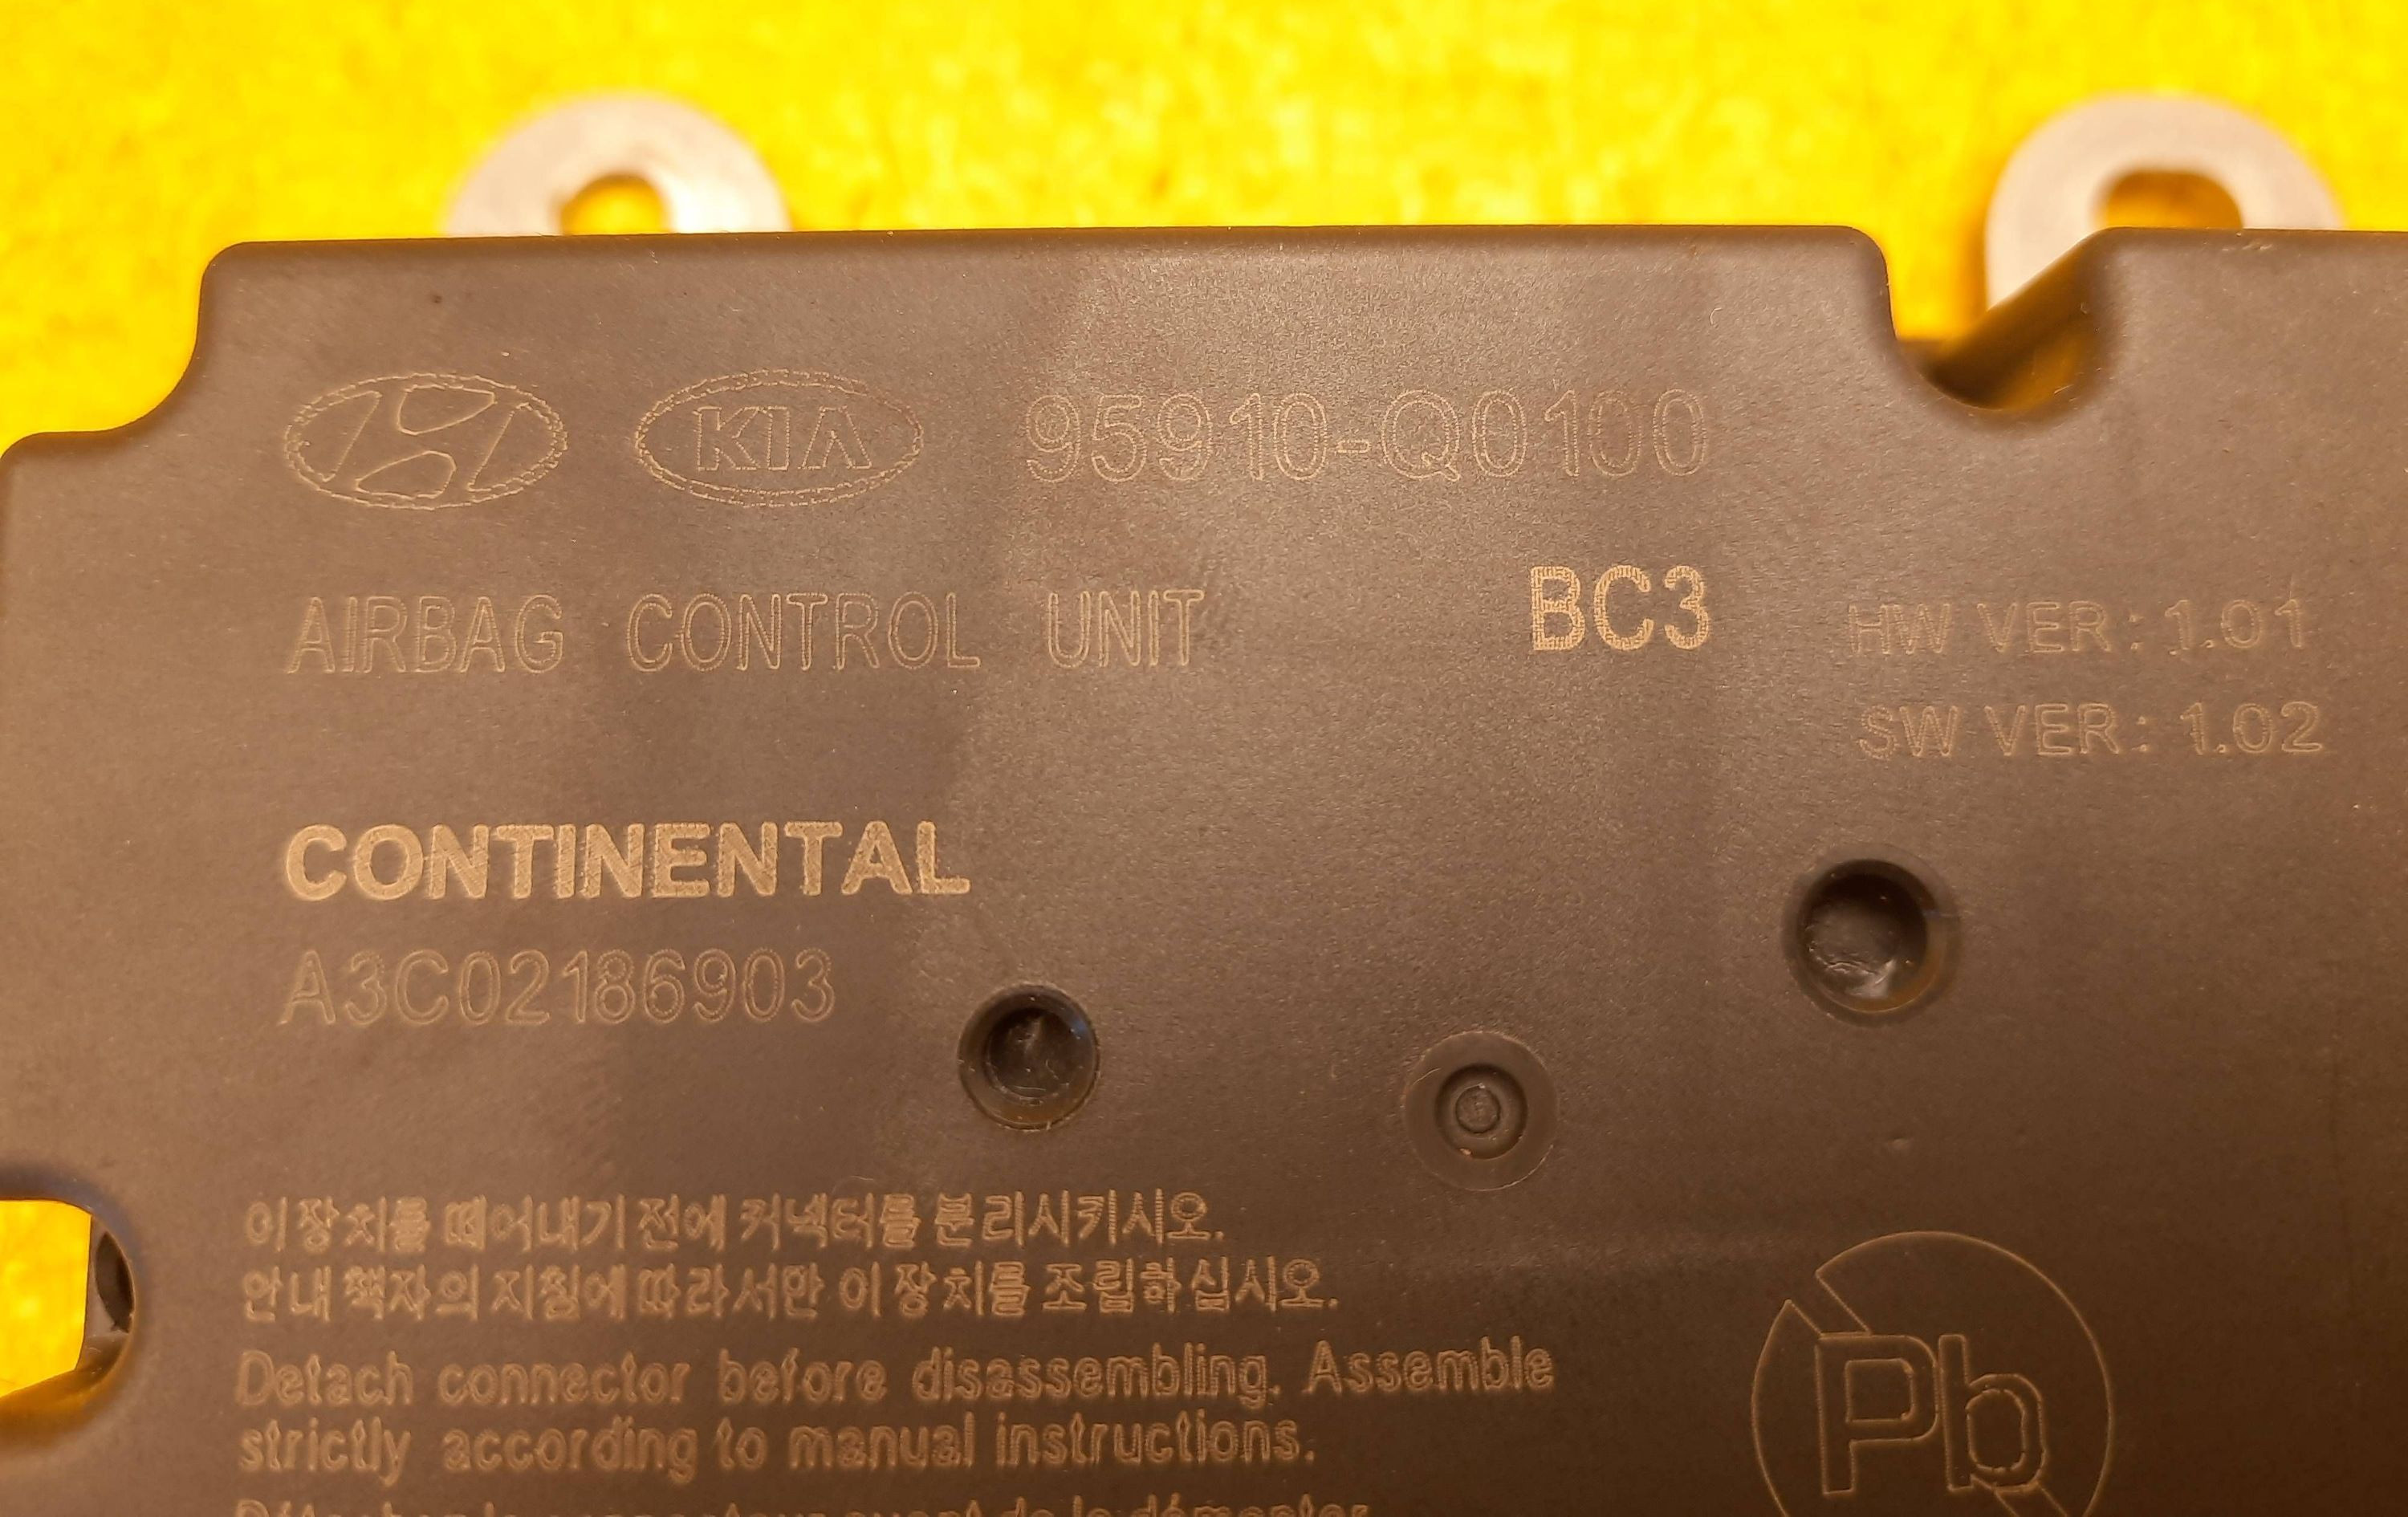 KIA 95910-Q0100
AIRBAG CONTROL UNIT BC3 HW VER: 1.01
SW VER: 1.02
CONTINENTAL
A3C02186903
이 장치를 떼어내기 전에 커넥터를 분리시키시오.
안내 책자의 지침에 따라서만 이 장치를 조립하십시오.
Detach connector before disassembling. Assemble
strictly according to manual instructions.
Pb